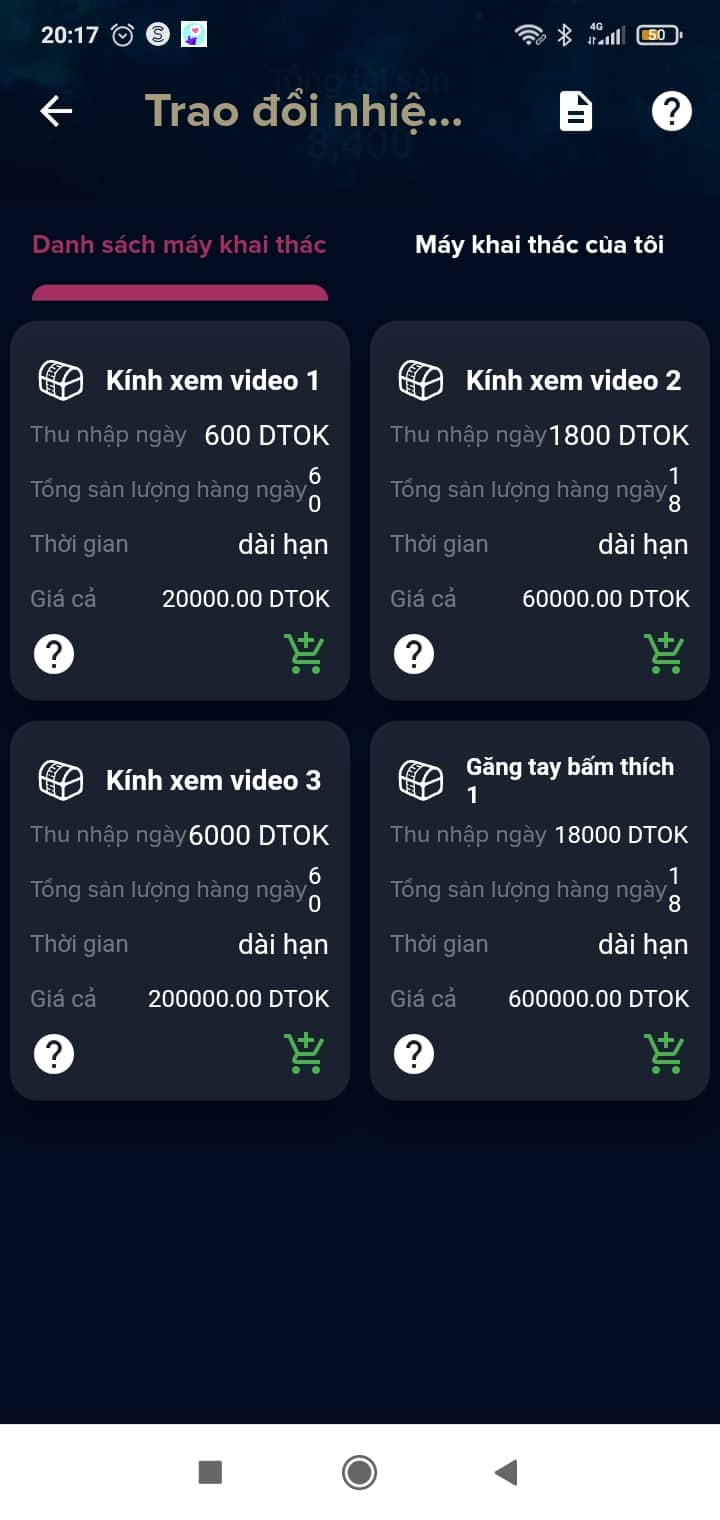 20:17
4G
50
Tổng tài sản
Trao đổi nhiệ...
8,400
Danh sách máy khai thác
Máy khai thác của tôi
Kính xem video 1
Thu nhập ngày 600 DTOK
Tổng sản lượng hàng ngày 60
Thời gian dài hạn
Giá cả 20000.00 DTOK
Kính xem video 2
Thu nhập ngày 1800 DTOK
Tổng sản lượng hàng ngày 18
Thời gian dài hạn
Giá cả 60000.00 DTOK
Kính xem video 3
Thu nhập ngày 6000 DTOK
Tổng sản lượng hàng ngày 60
Thời gian dài hạn
Giá cả 200000.00 DTOK
Găng tay bấm thích
1
Thu nhập ngày 18000 DTOK
Tổng sản lượng hàng ngày 18
Thời gian dài hạn
Giá cả 600000.00 DTOK